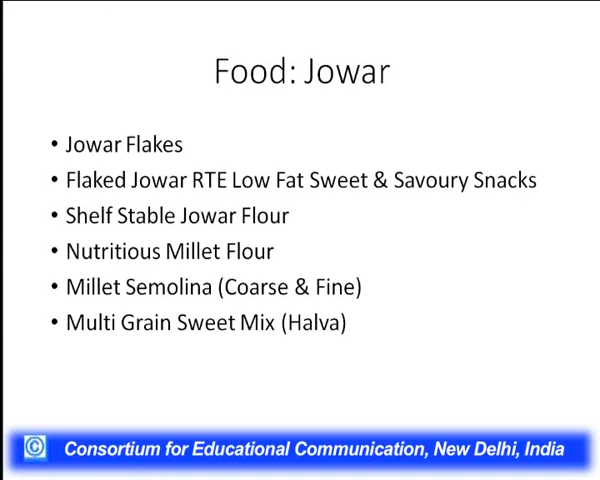 Food: Jowar
• Jowar Flakes
• Flaked Jowar RTE Low Fat Sweet & Savoury Snacks
• Shelf Stable Jowar Flour
• Nutritious Millet Flour
• Millet Semolina (Coarse & Fine)
• Multi Grain Sweet Mix (Halva)
© Consortium for Educational Communication, New Delhi, India